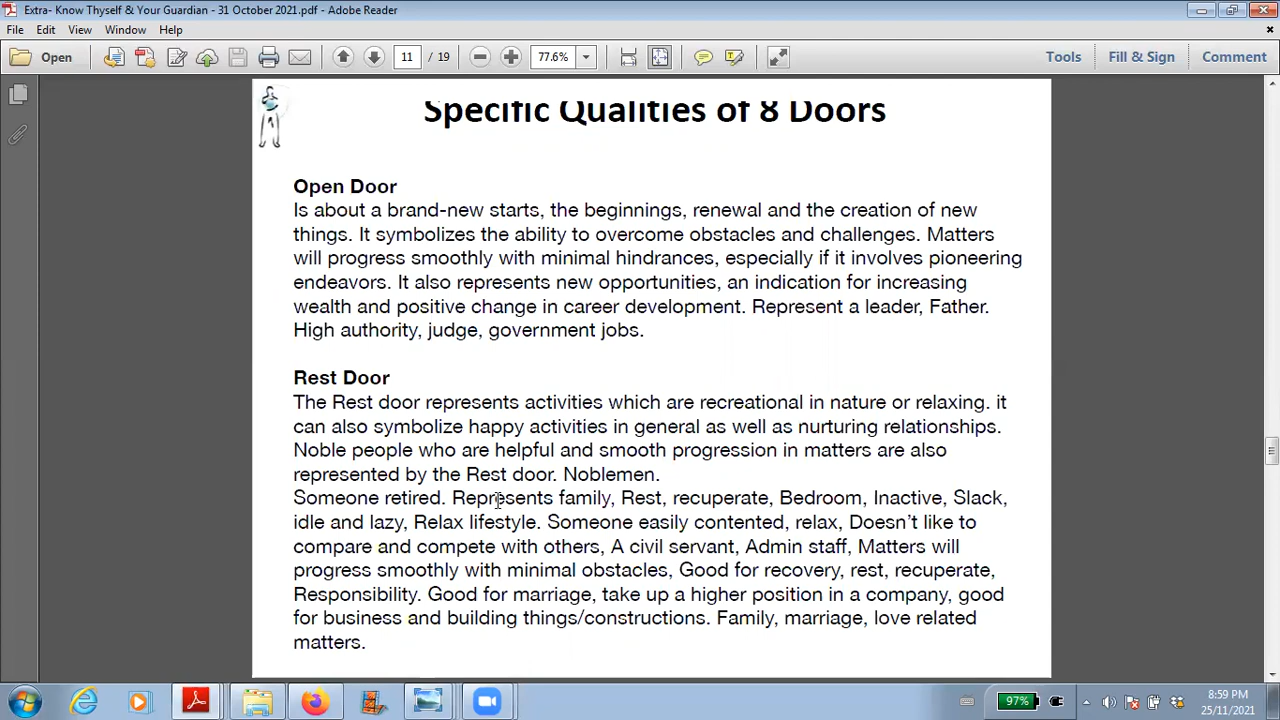 Extra- Know Thyself & Your Guardian - 31 October 2021.pdf - Adobe Reader
File Edit View Window Help
Open 11 / 19 77.6% Tools Fill & Sign Comment
Specific Qualities of 8 Doors
Open Door
Is about a brand-new starts, the beginnings, renewal and the creation of new
things. It symbolizes the ability to overcome obstacles and challenges. Matters
will progress smoothly with minimal hindrances, especially if it involves pioneering
endeavors. It also represents new opportunities, an indication for increasing
wealth and positive change in career development. Represent a leader, Father.
High authority, judge, government jobs.
Rest Door
The Rest door represents activities which are recreational in nature or relaxing. it
can also symbolize happy activities in general as well as nurturing relationships.
Noble people who are helpful and smooth progression in matters are also
represented by the Rest door. Noblemen.
Someone retired. Represents family, Rest, recuperate, Bedroom, Inactive, Slack,
idle and lazy, Relax lifestyle. Someone easily contented, relax, Doesn't like to
compare and compete with others, A civil servant, Admin staff, Matters will
progress smoothly with minimal obstacles, Good for recovery, rest, recuperate,
Responsibility. Good for marriage, take up a higher position in a company, good
for business and building things/constructions. Family, marriage, love related
matters.
97%
8:59 PM
25/11/2021